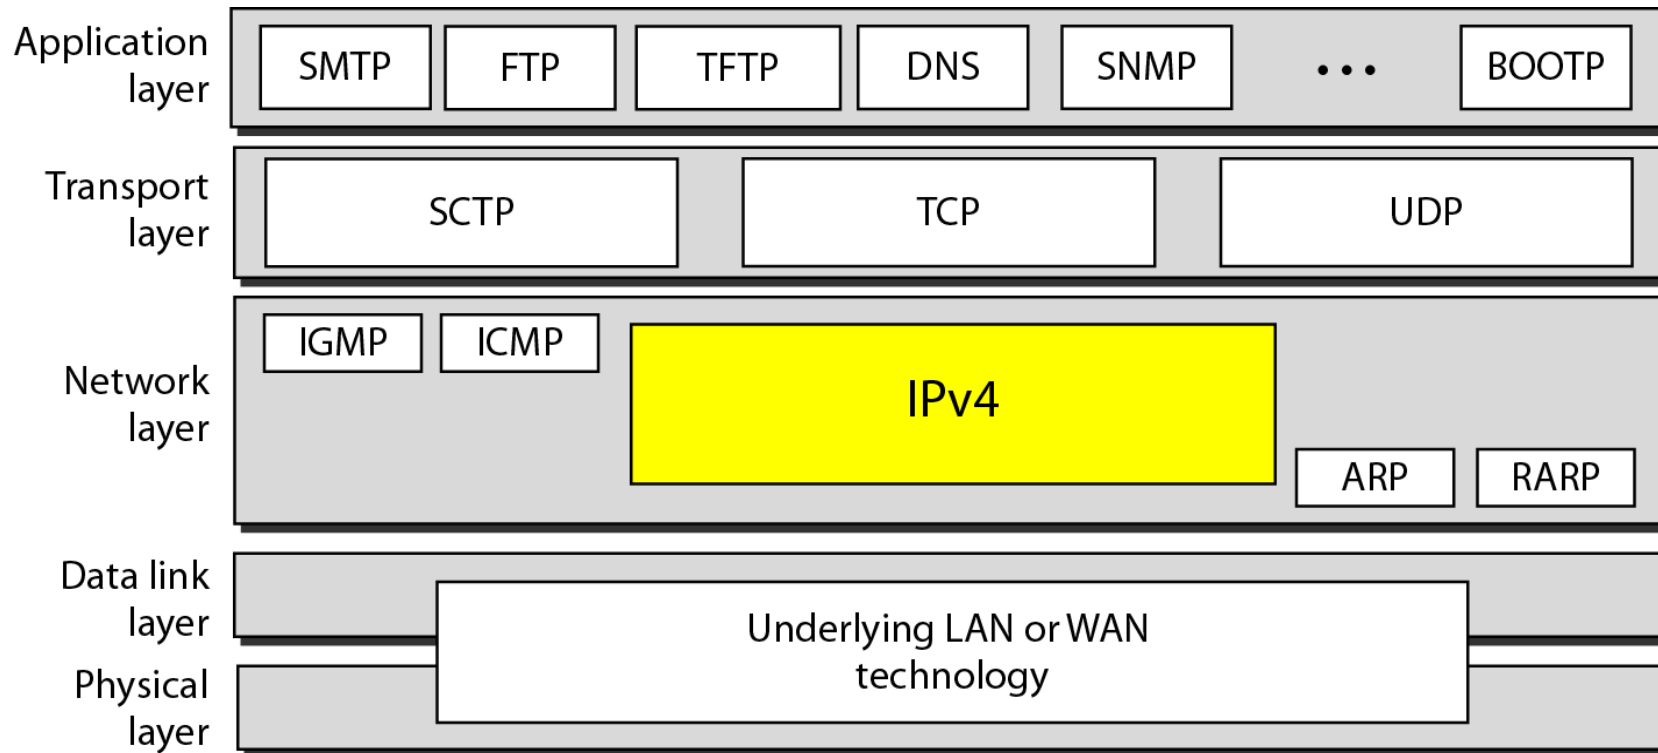 Application
layer
SMTP
FTP
TFTP
DNS
SNMP
• • •
BOOTP
Transport
layer
SCTP
TCP
UDP
Network
layer
IGMP
ICMP
IPv4
ARP
RARP
Data link
layer
Underlying LAN or WAN
technology
Physical
layer